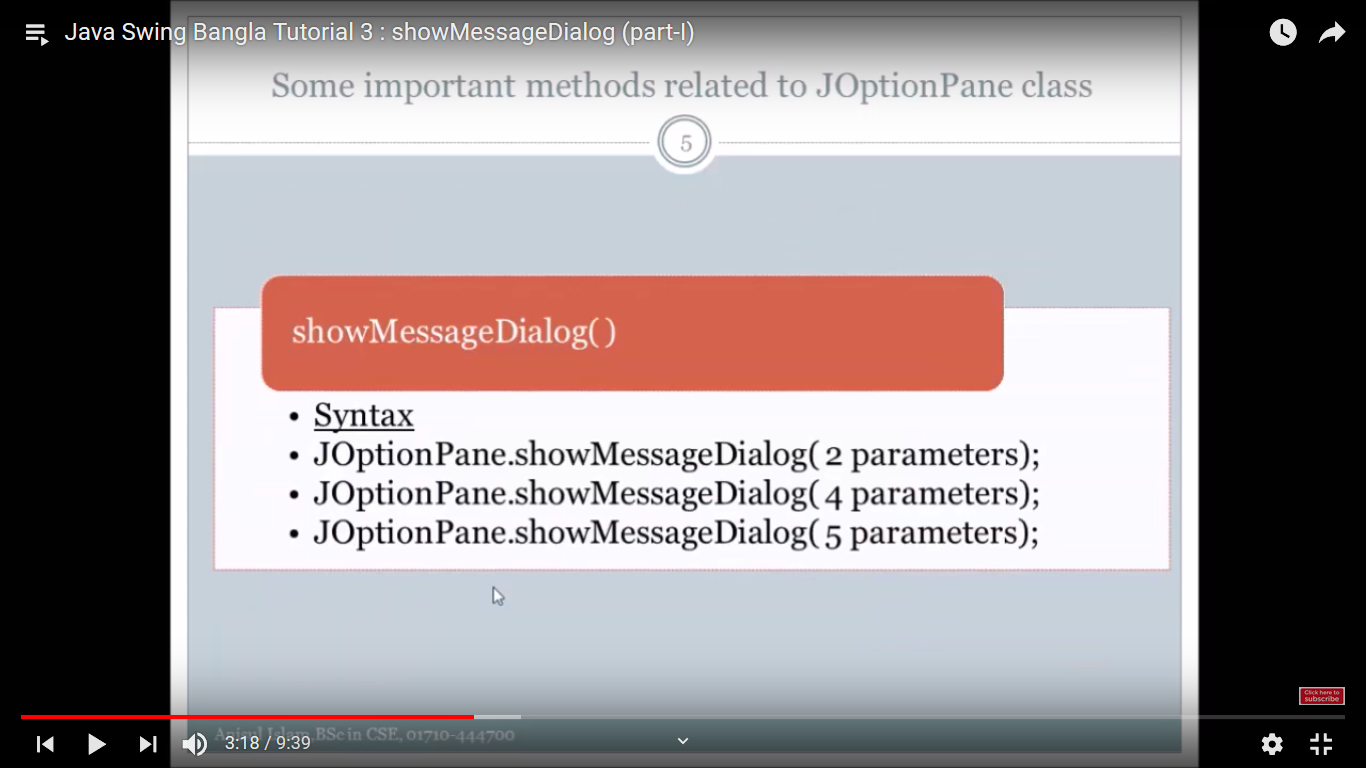 Java Swing Bangla Tutorial 3 : showMessageDialog (part-I)
Some important methods related to JOptionPane class
5
showMessageDialog( )
• Syntax
• JOptionPane.showMessageDialog( 2 parameters);
• JOptionPane.showMessageDialog( 4 parameters);
• JOptionPane.showMessageDialog( 5 parameters);
Click here to
subscribe
Anisul Islam,BSc in CSE, 01710-444700
3:18 / 9:39